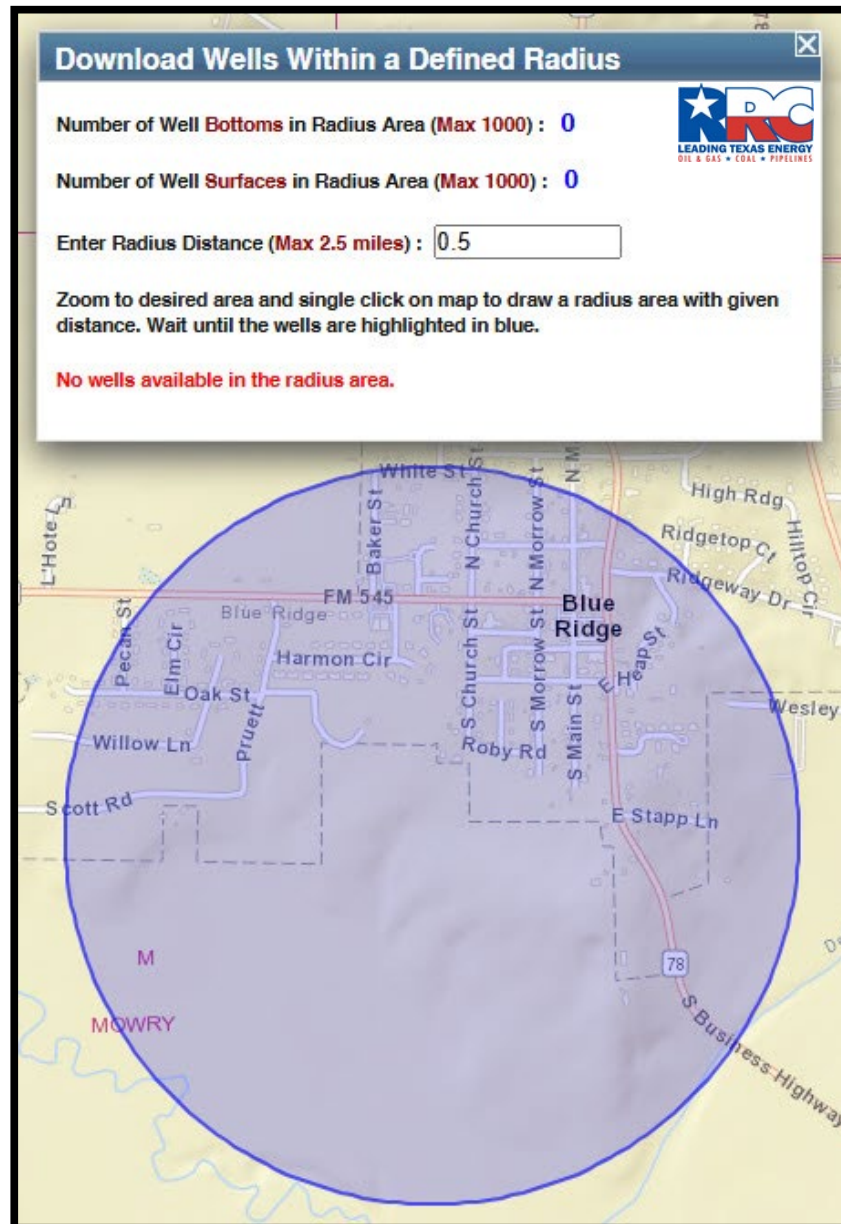 Download Wells Within a Defined Radius
Number of Well Bottoms in Radius Area (Max 1000) : 0
RRC
LEADING TEXAS ENERGY
OIL & GAS ★ COAL ★ PIPELINES
Number of Well Surfaces in Radius Area (Max 1000) : 0
Enter Radius Distance (Max 2.5 miles) : 0.5
Zoom to desired area and single click on map to draw a radius area with given
distance. Wait until the wells are highlighted in blue.
No wells available in the radius area.
White St
N Church St
N Morrow St
N M
High Rdg
L'Hote Ln
Baker St
Hilltop Cir
Ridgetop Ct
Ridgeway Dr
FM 545
Blue Ridge
Blue
Ridge
Pecan St
Elm Cir
Harmon Cir
S Church St
S Morrow St
S Main St
E Heap St
Oak St
Wesley
Willow Ln
Pruett
Roby Rd
Scott Rd
E Stapp Ln
M
78
MOWRY
S Business Highway